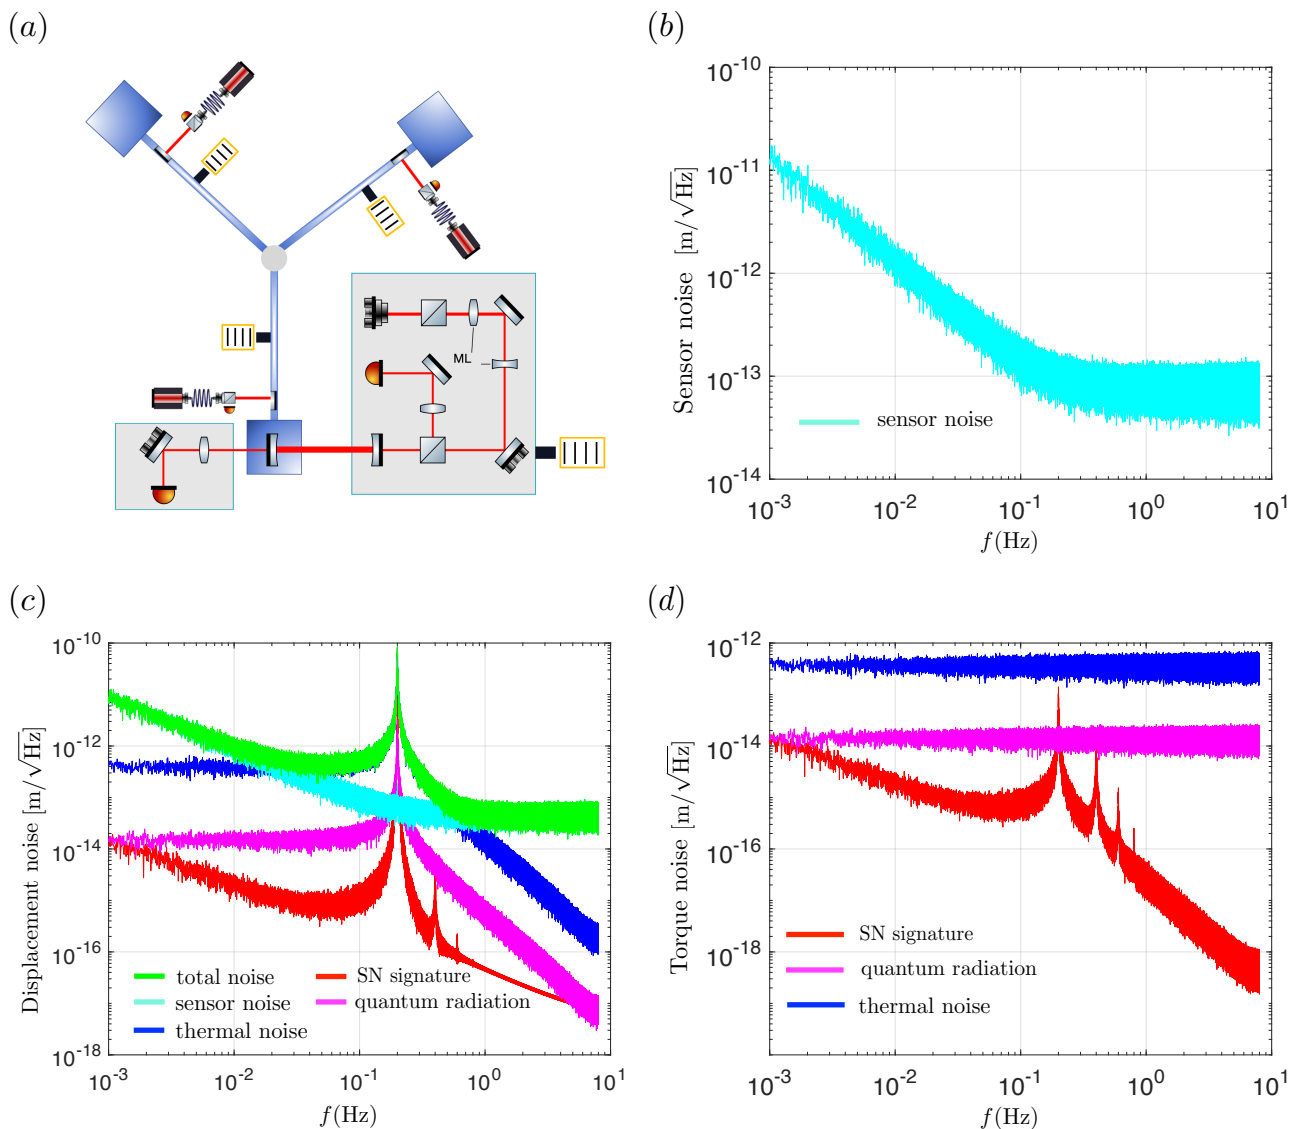 (a)
ML
(b)
Sensor noise [m/√Hz]
10^-10
10^-11
10^-12
10^-13
10^-14
sensor noise
10^-3
10^-2
10^-1
10^0
10^1
f(Hz)
(c)
Displacement noise [m/√Hz]
10^-10
10^-12
10^-14
10^-16
10^-18
total noise
SN signature
sensor noise
quantum radiation
thermal noise
10^-3
10^-2
10^-1
10^0
10^1
f(Hz)
(d)
Torque noise [m/√Hz]
10^-12
10^-14
10^-16
10^-18
SN signature
quantum radiation
thermal noise
10^-3
10^-2
10^-1
10^0
10^1
f(Hz)